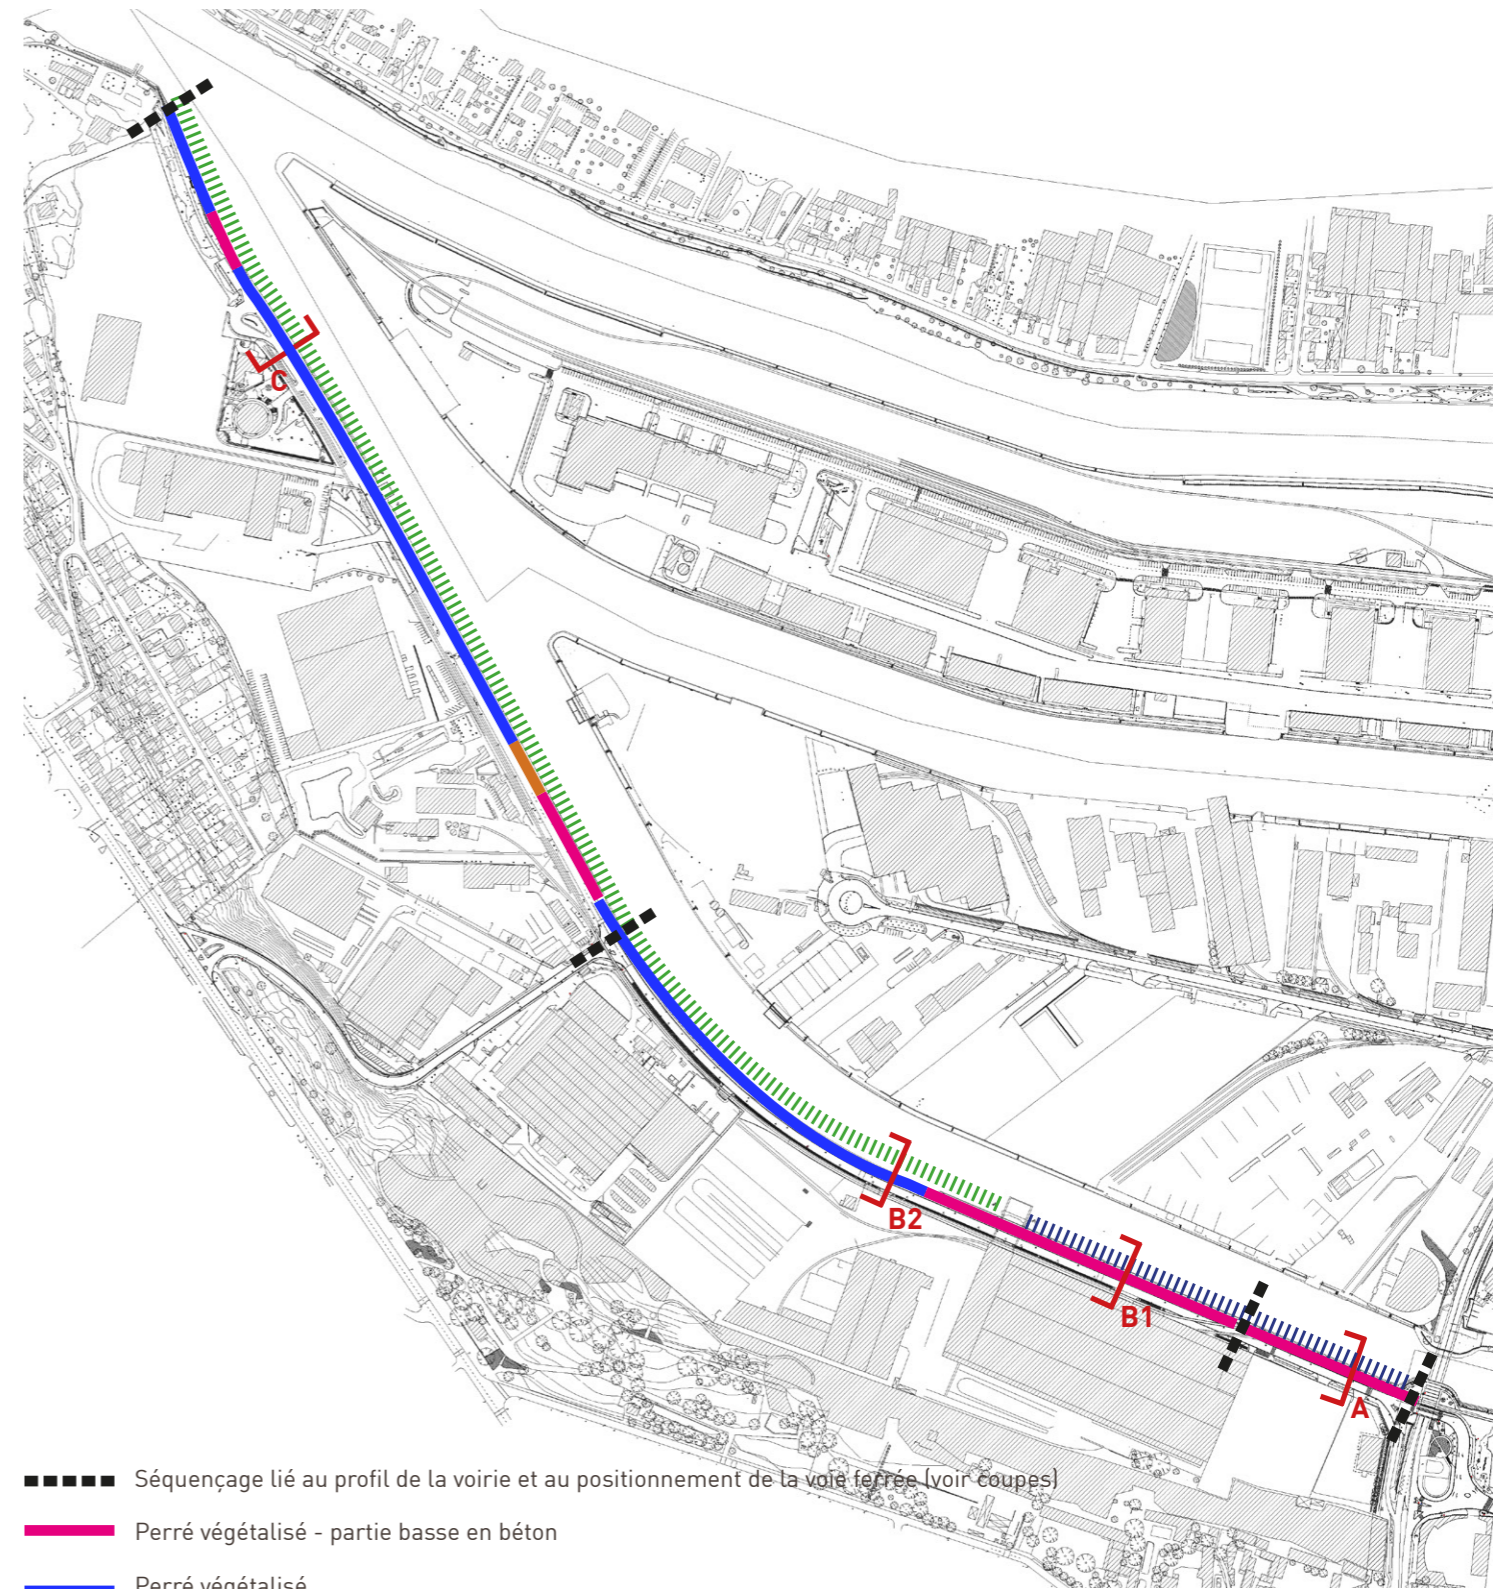 C
B2
B1
A
Séquençage lié au profil de la voirie et au positionnement de la voie ferrée (voir coupes)
Perré végétalisé - partie basse en béton
Perré végétalisé